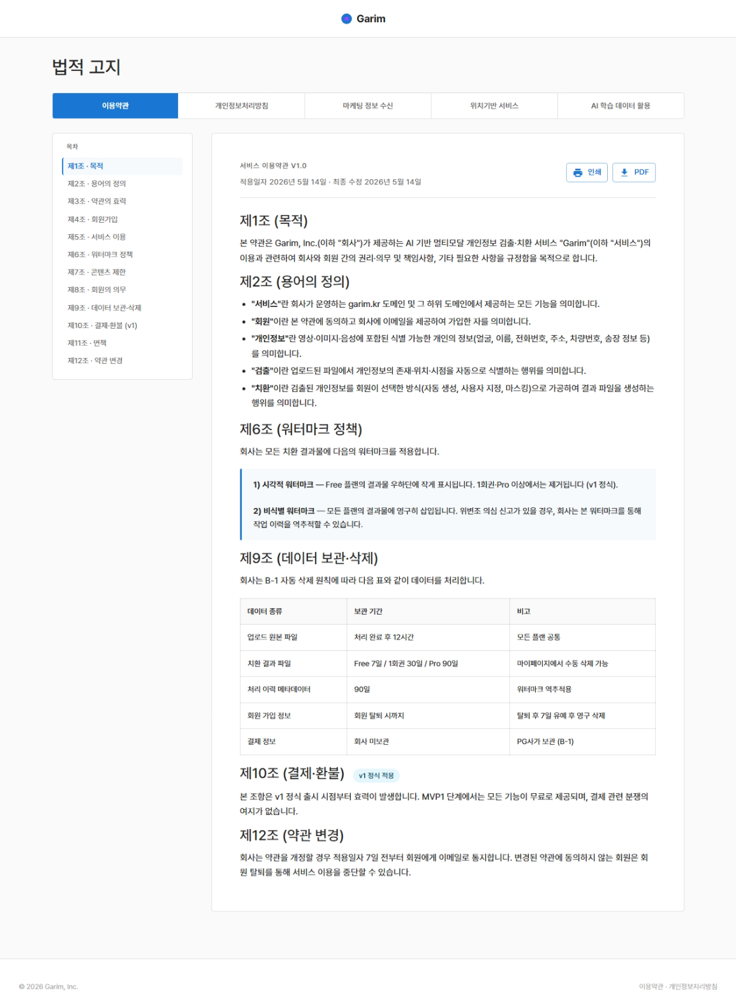 Garim
법적 고지
이용약관
개인정보처리방침
마케팅 정보 수신
위치기반 서비스
AI 학습 데이터 활용
목차
제1조 · 목적
제2조 · 용어의 정의
제3조 · 약관의 효력
제4조 · 회원가입
제5조 · 서비스 이용
제6조 · 워터마크 정책
제7조 · 콘텐츠 제한
제8조 · 회원의 의무
제9조 · 데이터 보관·삭제
제10조 · 결제·환불 (v1)
제11조 · 면책
제12조 · 약관 변경
서비스 이용약관 V1.0
적용일자 2026년 5월 14일 · 최종 수정 2026년 5월 14일
인쇄
PDF
제1조 (목적)
본 약관은 Garim, Inc.(이하 "회사")가 제공하는 AI 기반 멀티모달 개인정보 검출·치환 서비스 "Garim"(이하 "서비스")의
이용과 관련하여 회사와 회원 간의 권리·의무 및 책임사항, 기타 필요한 사항을 규정함을 목적으로 합니다.
제2조 (용어의 정의)
• "서비스"란 회사가 운영하는 garim.kr 도메인 및 그 하위 도메인에서 제공하는 모든 기능을 의미합니다.
• "회원"이란 본 약관에 동의하고 회사에 이메일을 제공하여 가입한 자를 의미합니다.
• "개인정보"란 영상·이미지·음성에 포함된 식별 가능한 개인의 정보(얼굴, 이름, 전화번호, 주소, 차량번호, 송장 정보 등)
를 의미합니다.
• "검출"이란 업로드된 파일에서 개인정보의 존재·위치·시점을 자동으로 식별하는 행위를 의미합니다.
• "치환"이란 검출된 개인정보를 회원이 선택한 방식(자동 생성, 사용자 지정, 마스킹)으로 가공하여 결과 파일을 생성하는
행위를 의미합니다.
제6조 (워터마크 정책)
회사는 모든 치환 결과물에 다음의 워터마크를 적용합니다.
1) 시각적 워터마크 — Free 플랜의 결과물 우하단에 작게 표시됩니다. 1회권·Pro 이상에서는 제거됩니다 (v1 정식).
2) 비식별 워터마크 — 모든 플랜의 결과물에 영구히 삽입됩니다. 위변조 의심 신고가 있을 경우, 회사는 본 워터마크를 통해
작업 이력을 역추적할 수 있습니다.
제9조 (데이터 보관·삭제)
회사는 B-1 자동 삭제 원칙에 따라 다음 표와 같이 데이터를 처리합니다.
데이터 종류 보관 기간 비고
업로드 원본 파일 처리 완료 후 12시간 모든 플랜 공통
치환 결과 파일 Free 7일 / 1회권 30일 / Pro 90일 마이페이지에서 수동 삭제 가능
처리 이력 메타데이터 90일 워터마크 역추적용
회원 가입 정보 회원 탈퇴 시까지 탈퇴 후 7일 유예 후 영구 삭제
결제 정보 회사 미보관 PG사가 보관 (B-1)
제10조 (결제·환불) v1 정식 적용
본 조항은 v1 정식 출시 시점부터 효력이 발생합니다. MVP1 단계에서는 모든 기능이 무료로 제공되며, 결제 관련 분쟁의
여지가 없습니다.
제12조 (약관 변경)
회사는 약관을 개정할 경우 적용일자 7일 전부터 회원에게 이메일로 통지합니다. 변경된 약관에 동의하지 않는 회원은 회
원 탈퇴를 통해 서비스 이용을 중단할 수 있습니다.
© 2026 Garim, Inc.
이용약관 · 개인정보처리방침